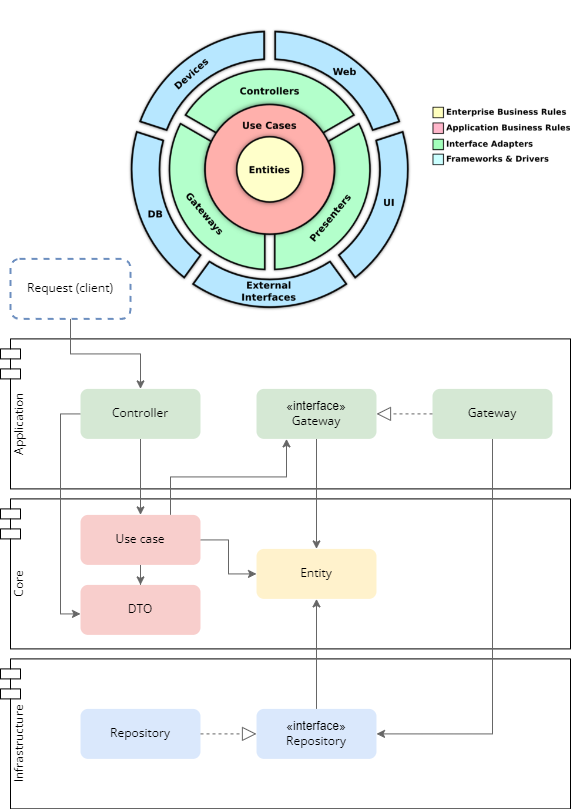 Devices
Web
Controllers
Use Cases
Entities
Gateways
Presenters
DB
UI
External
Interfaces
Enterprise Business Rules
Application Business Rules
Interface Adapters
Frameworks & Drivers
Request (client)
Application
Controller
«interface»
Gateway
Gateway
Core
Use case
Entity
DTO
Infrastructure
Repository
«interface»
Repository